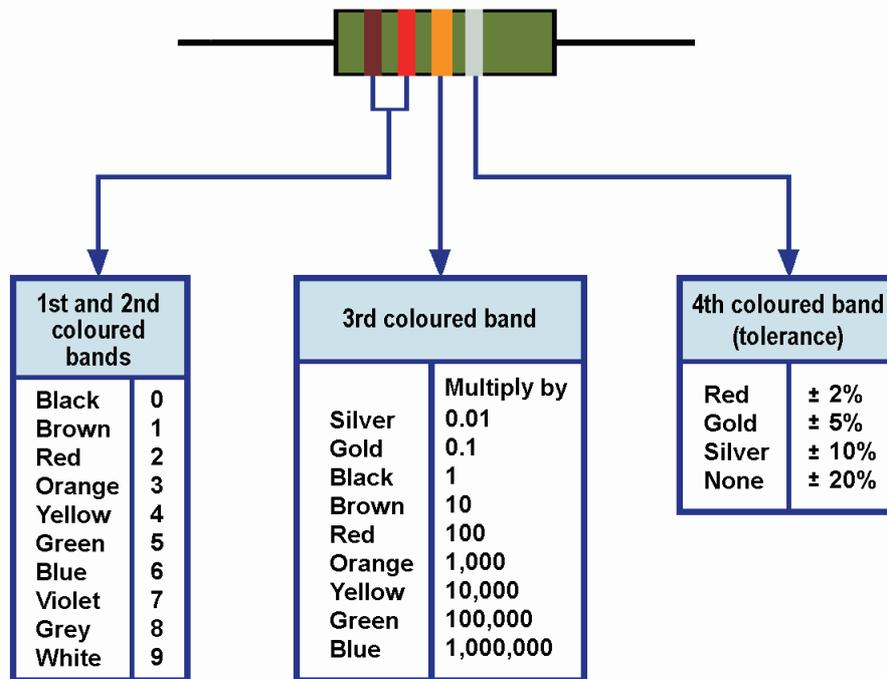 1st and 2nd
coloured
bands
Black 0
Brown 1
Red 2
Orange 3
Yellow 4
Green 5
Blue 6
Violet 7
Grey 8
White 9
3rd coloured band
Multiply by
Silver 0.01
Gold 0.1
Black 1
Brown 10
Red 100
Orange 1,000
Yellow 10,000
Green 100,000
Blue 1,000,000
4th coloured band
(tolerance)
Red ± 2%
Gold ± 5%
Silver ± 10%
None ± 20%